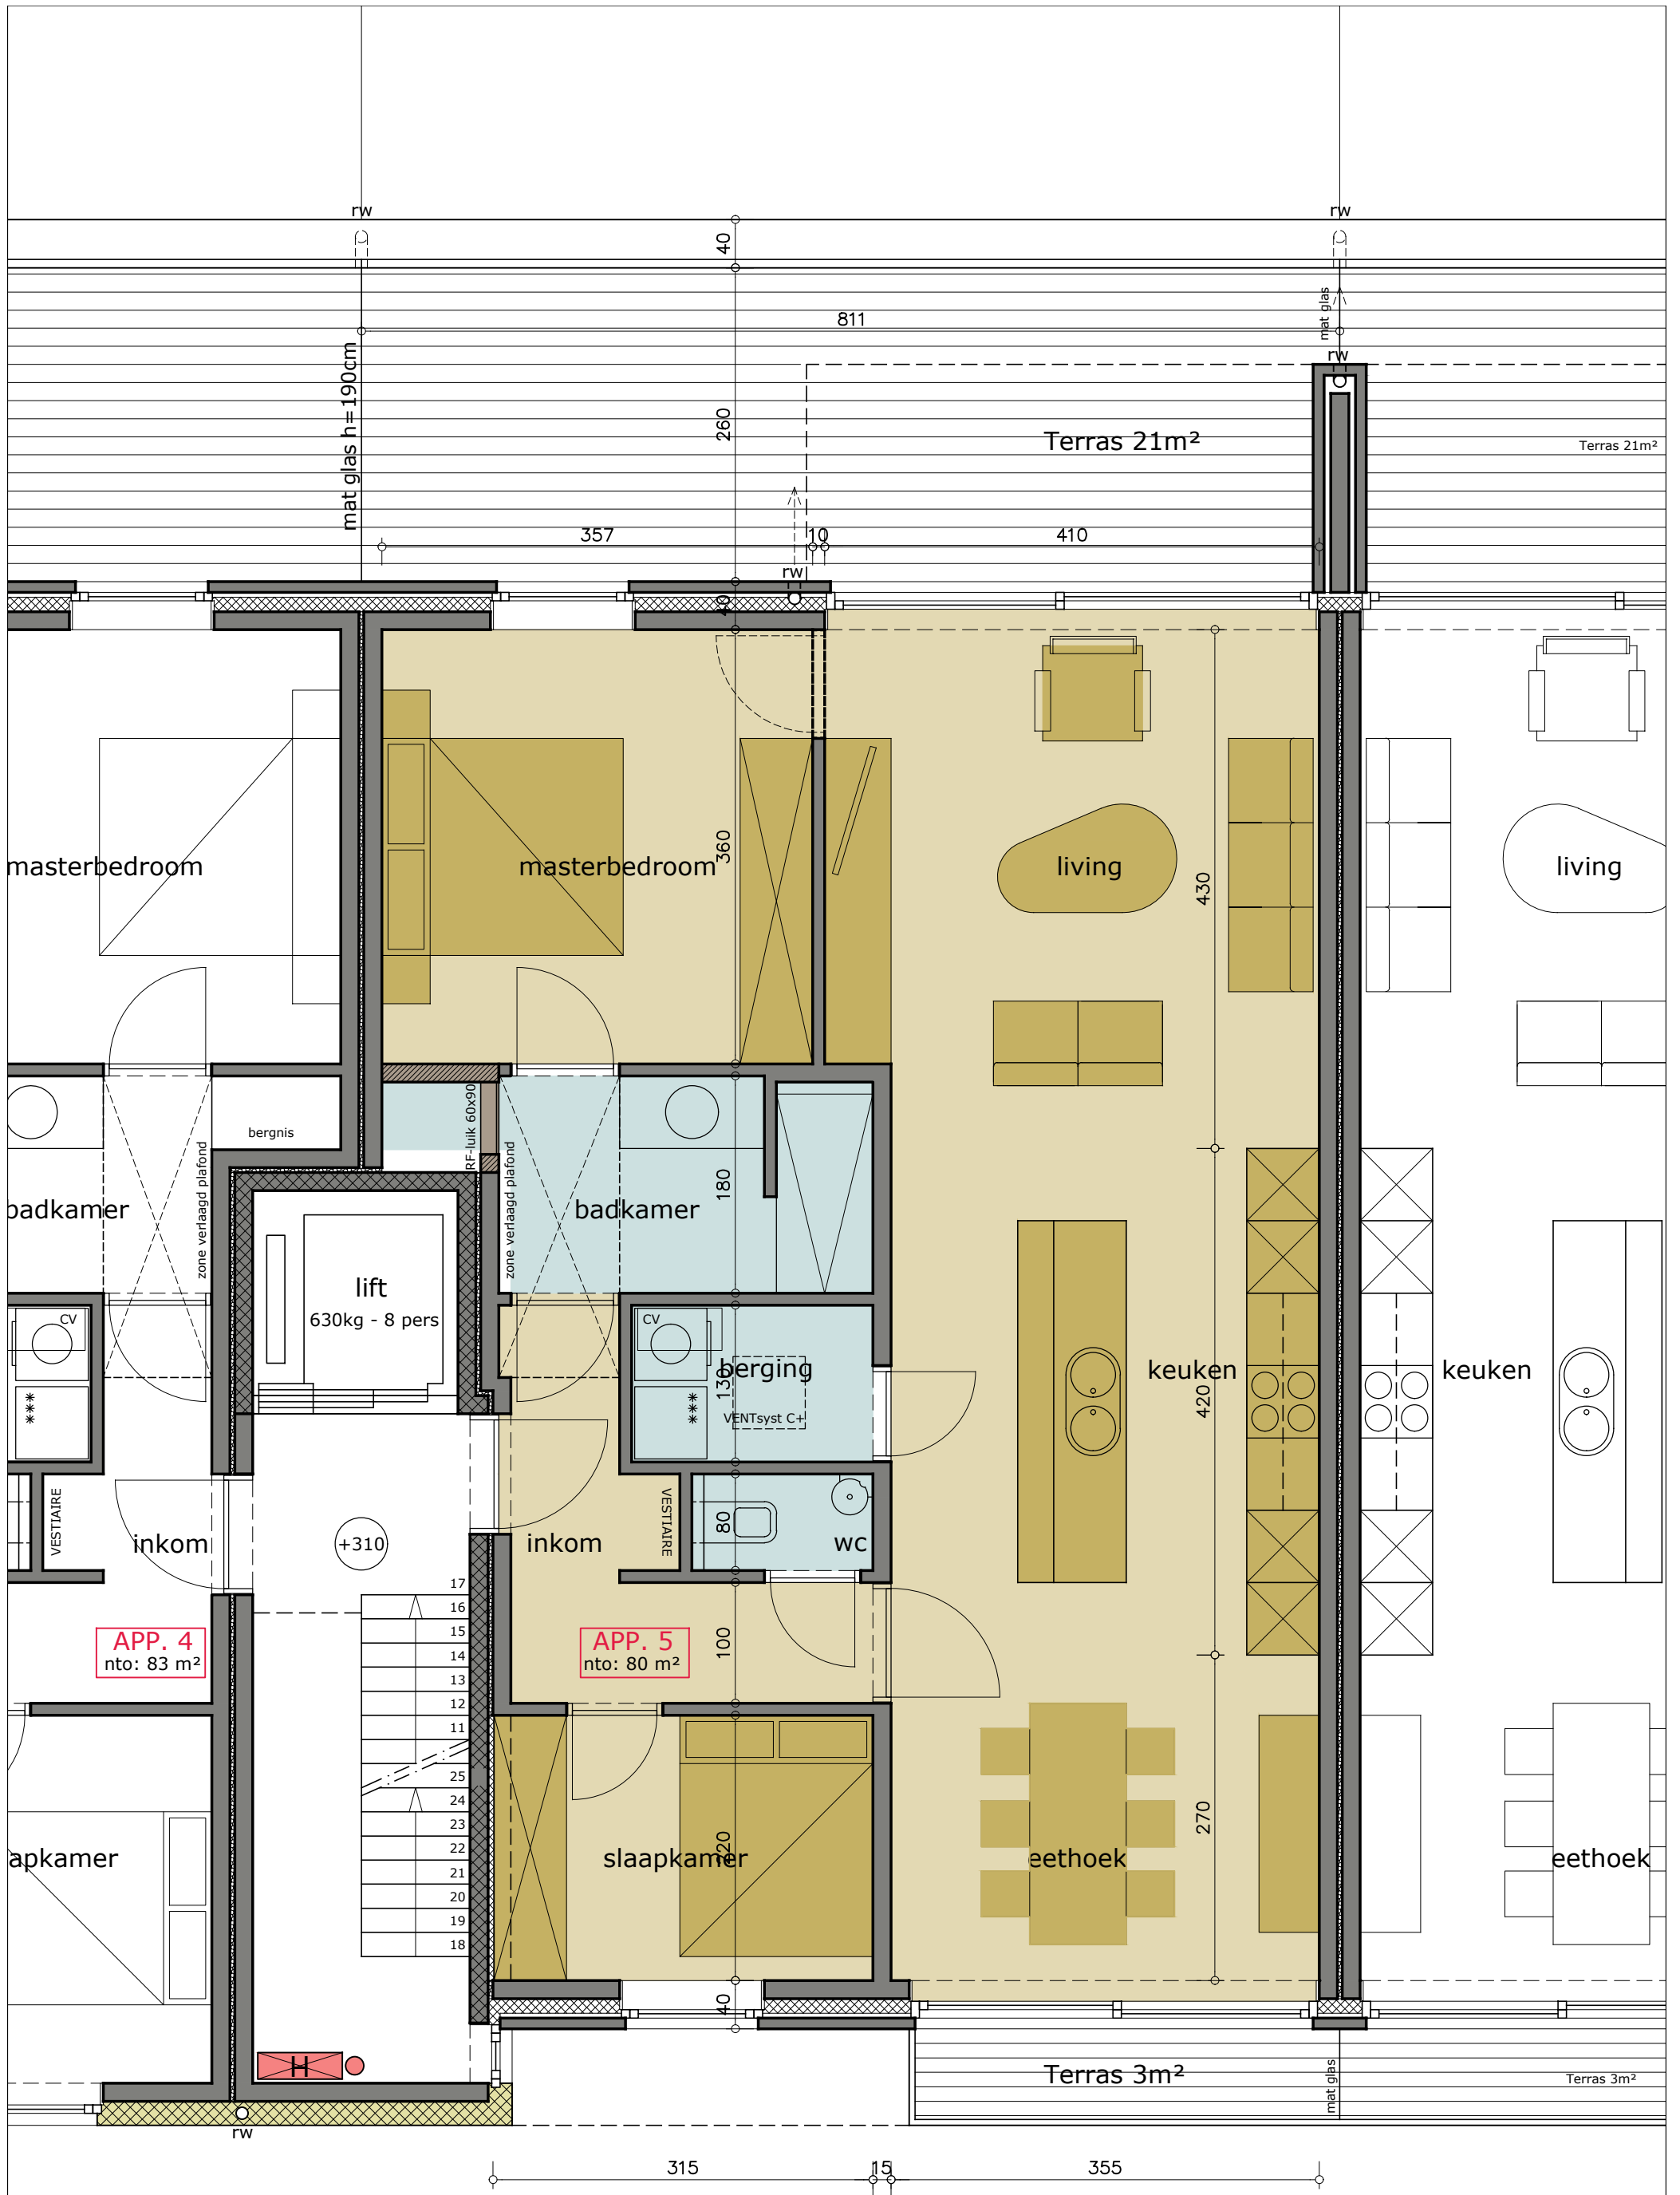 rw
rw
40
811
mat glas
mat glas h=190cm
rw
260
Terras 21m²
Terras 21m²
357
10
410
rw
40
masterbedroom
masterbedroom
360
living
living
430
bergnis
RF-luik 60x90
zone verlaagd plafond
zone verlaagd plafond
badkamer
badkamer
180
lift
630kg - 8 pers
CV
CV
berging
130
VENTsyst C+
***
***
keuken
keuken
420
VESTIAIRE
inkom
+310
inkom
VESTIAIRE
80
wc
17
16
15
14
13
12
11
25
24
23
22
21
20
19
18
APP. 4
nto: 83 m²
APP. 5
nto: 80 m²
100
apkamer
slaapkamer
220
eethoek
270
eethoek
40
H
Terras 3m²
mat glas
Terras 3m²
rw
315
15
355